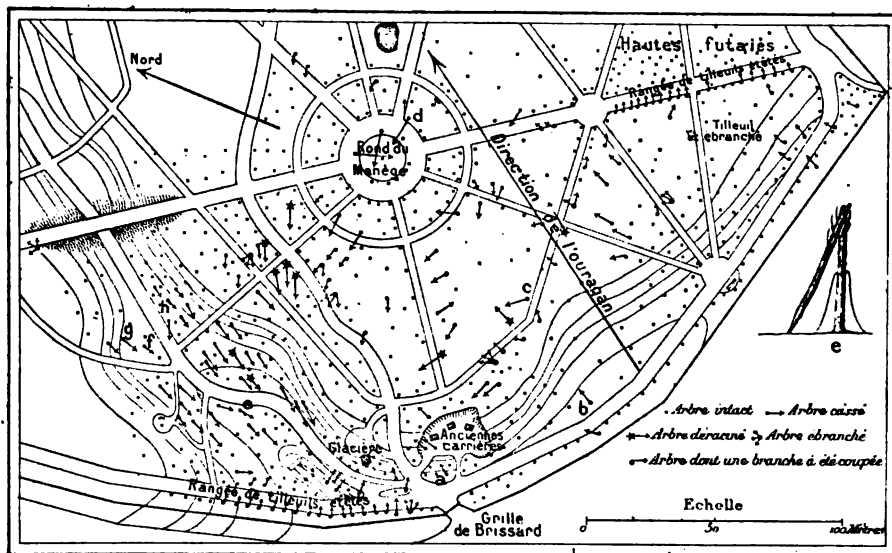 Nord
Hautes futaies
Rangée de tilleuls étêtés
Tilleul
ébranché
d
Rond du
Manège
Direction de l'ouragan
c
h
g
f
e
e
b
a
Glacière
Anciennes
carrières
Rangée de tilleuls étêtés
Grille
de Brissard
Arbre intact
Arbre cassé
Arbre déraciné
Arbre ébranché
Arbre dont une branche à été coupée
Echelle
0
50
100 Mètres